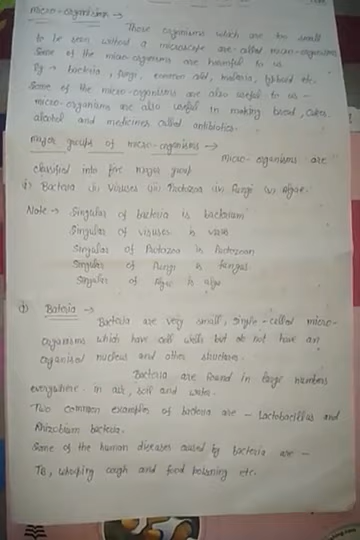 Micro-organisms →
Those organisms which are too small
to be seen without a microscope are called micro-organisms
Some of the micro-organisms are harmful to us
Eg → bacteria, fungi, common cold, malaria, typhoid etc.
Some of the micro-organisms are also useful to us -
micro-organisms are also useful in making bread, cakes
alcohol and medicines called antibiotics.
Major groups of micro-organisms →
Micro-organisms are
classified into five major group
(i) Bacteria (ii) Viruses (iii) Protozoa (iv) Fungi (v) Algae.
Note → Singular of bacteria is bacterium
Singular of viruses is virus
Singular of Protozoa is Protozoan
Singular of Fungi is fungus
Singular of Algae is alga
Bateria →
Bacteria are very small, single-celled micro-
organisms which have cell walls but do not have an
organised nucleus and other structure.
Bacteria are found in large numbers
everywhere in air, soil and water.
Two common examples of bacteria are - Lactobacillus and
Rhizobium bacteria.
Some of the human diseases caused by bacteria are -
TB, whooping cough and food poisoning etc.